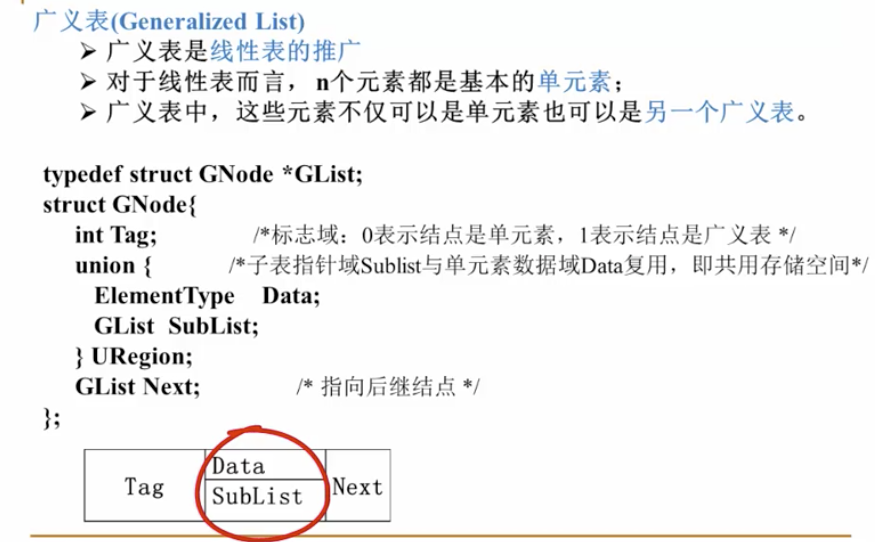 广义表(Generalized List)
➢ 广义表是线性表的推广
➢ 对于线性表而言，n个元素都是基本的单元素；
➢ 广义表中，这些元素不仅可以是单元素也可以是另一个广义表。
typedef struct GNode *GList;
struct GNode{
int Tag; /*标志域：0表示结点是单元素，1表示结点是广义表 */
union { /*子表指针域Sublist与单元素数据域Data复用，即共用存储空间*/
ElementType Data;
GList SubList;
} URegion;
GList Next; /* 指向后继结点 */
};
Data
Tag SubList Next